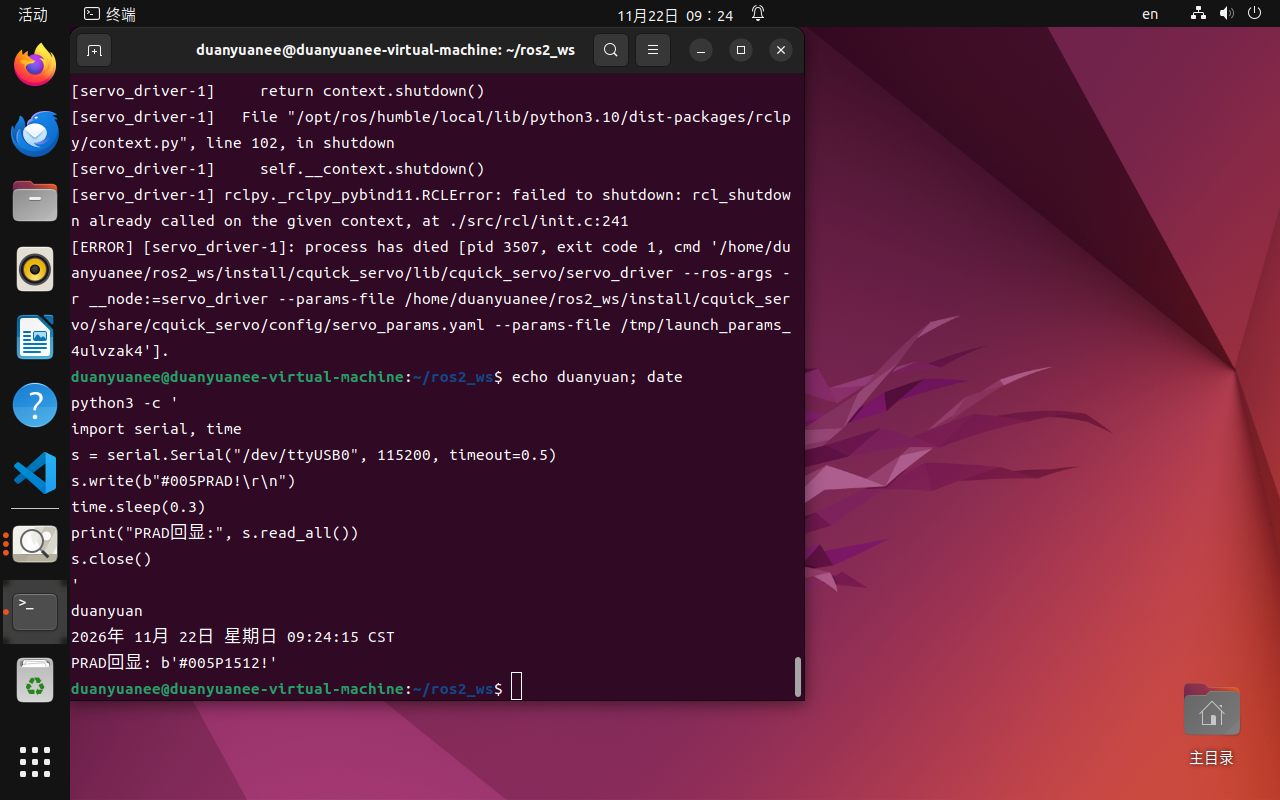 活动
终端
11月22日 09：24
en
duanyuanee@duanyuanee-virtual-machine: ~/ros2_ws
[servo_driver-1]     return context.shutdown()
[servo_driver-1]   File "/opt/ros/humble/local/lib/python3.10/dist-packages/rclp
y/context.py", line 102, in shutdown
[servo_driver-1]     self.__context.shutdown()
[servo_driver-1] rclpy._rclpy_pybind11.RCLError: failed to shutdown: rcl_shutdow
n already called on the given context, at ./src/rcl/init.c:241
[ERROR] [servo_driver-1]: process has died [pid 3507, exit code 1, cmd '/home/du
anyuanee/ros2_ws/install/cquick_servo/lib/cquick_servo/servo_driver --ros-args -
r __node:=servo_driver --params-file /home/duanyuanee/ros2_ws/install/cquick_ser
vo/share/cquick_servo/config/servo_params.yaml --params-file /tmp/launch_params_
4ulvzak4'].
duanyuanee@duanyuanee-virtual-machine:~/ros2_ws$ echo duanyuan; date
python3 -c '
import serial, time
s = serial.Serial("/dev/ttyUSB0", 115200, timeout=0.5)
s.write(b"#005PRAD!\r\n")
time.sleep(0.3)
print("PRAD回显:", s.read_all())
s.close()
'
duanyuan
2026年 11月 22日 星期日 09:24:15 CST
PRAD回显: b'#005P1512!'
duanyuanee@duanyuanee-virtual-machine:~/ros2_ws$
主目录